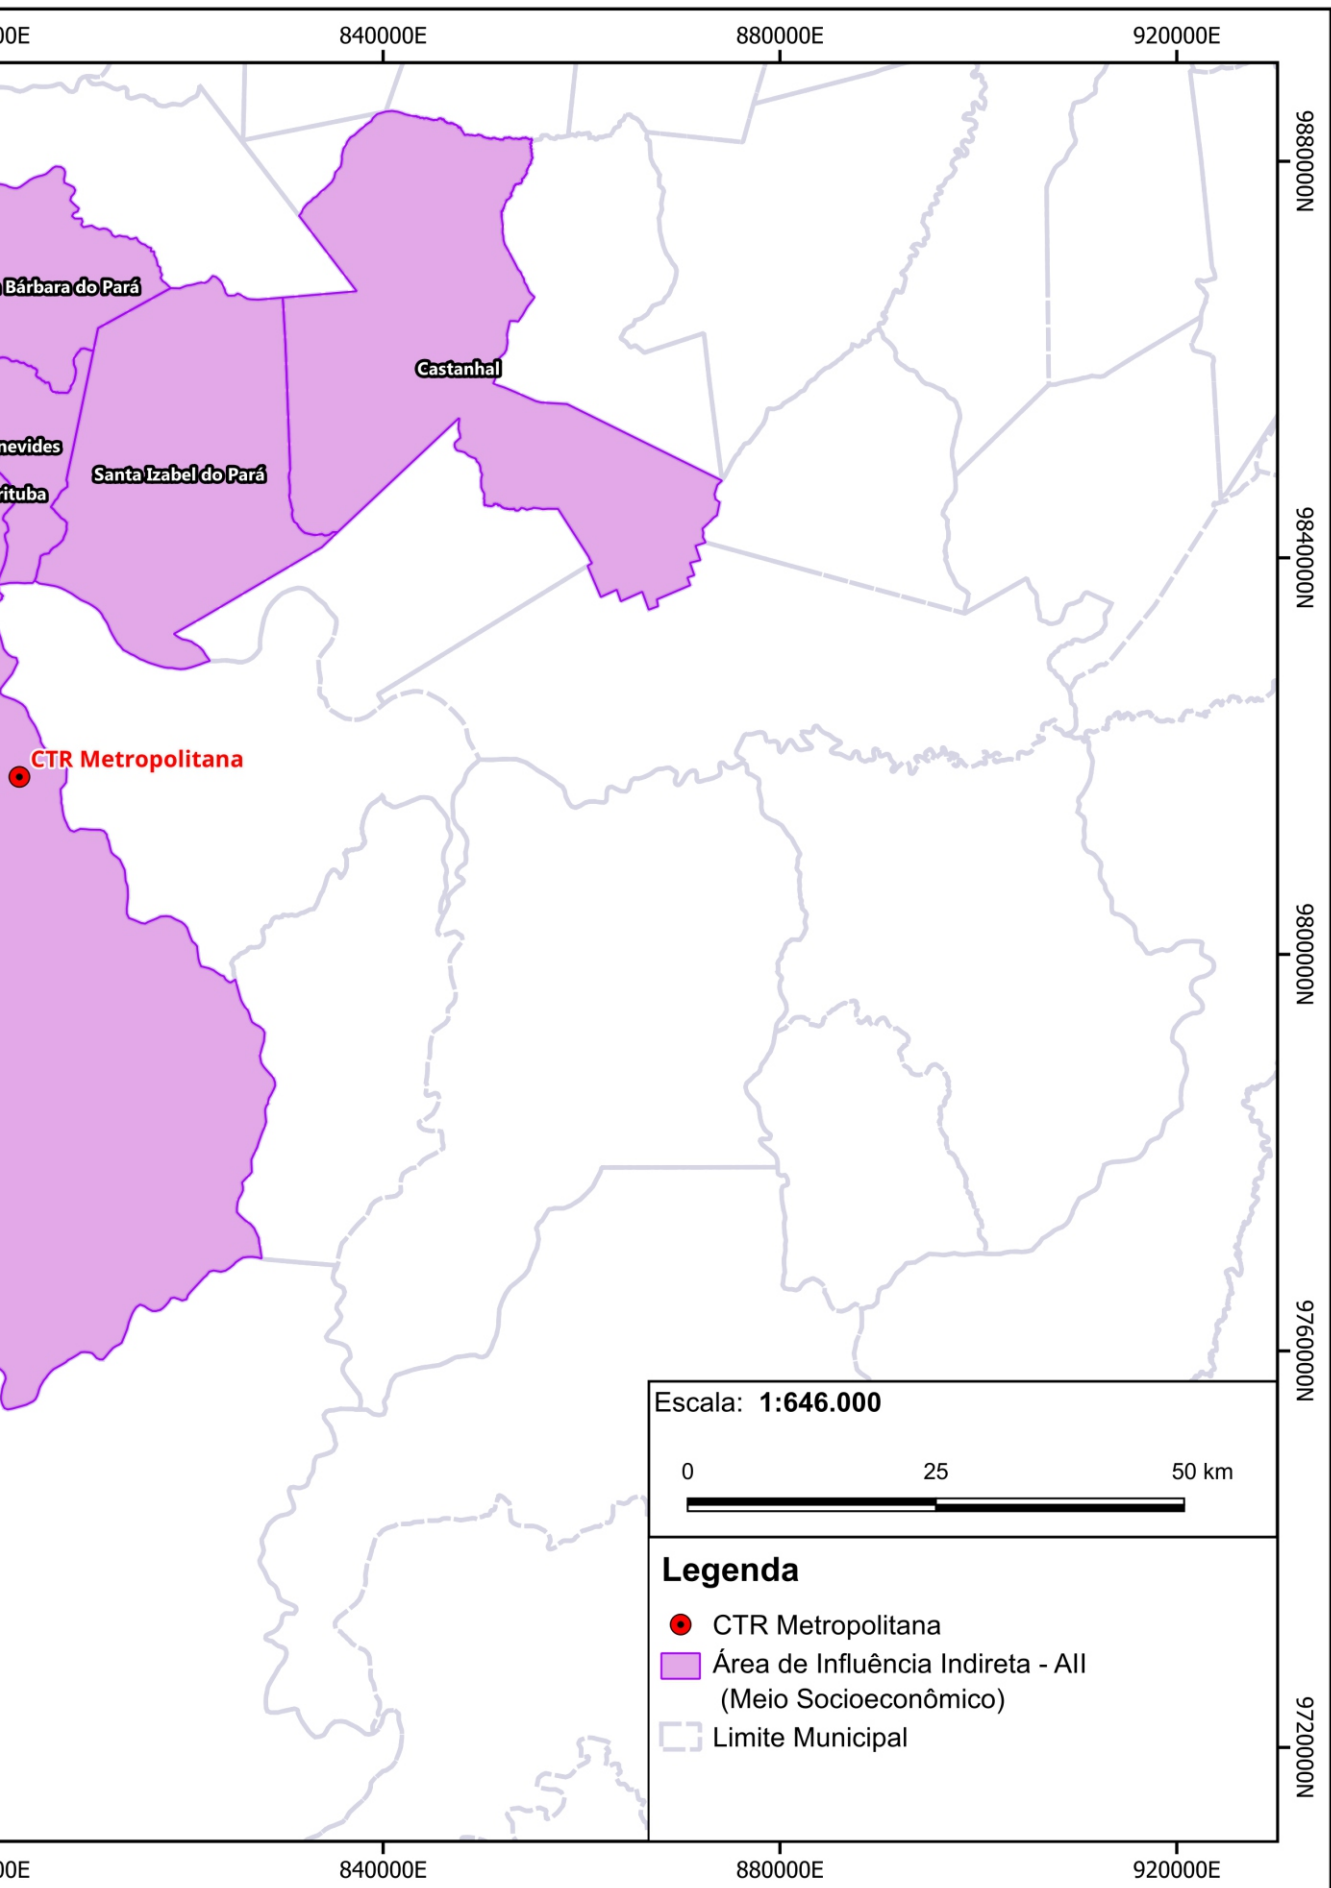 00E 840000E 880000E 920000E
9880000N
Bárbara do Pará
Castanhal
nevides
Santa Izabel do Pará
rituba
9840000N
CTR Metropolitana
9800000N
9760000N
Escala: 1:646.000
0 25 50 km
Legenda
CTR Metropolitana
Área de Influência Indireta - AII
(Meio Socioeconômico)
Limite Municipal
9720000N
00E 840000E 880000E 920000E